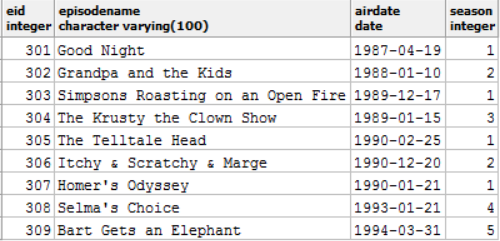 eid episodename airdate season
integer character varying(100) date integer
301 Good Night 1987-04-19 1
302 Grandpa and the Kids 1988-01-10 2
303 Simpsons Roasting on an Open Fire 1989-12-17 1
304 The Krusty the Clown Show 1989-01-15 3
305 The Telltale Head 1990-02-25 1
306 Itchy & Scratchy & Marge 1990-12-20 2
307 Homer's Odyssey 1990-01-21 1
308 Selma's Choice 1993-01-21 4
309 Bart Gets an Elephant 1994-03-31 5